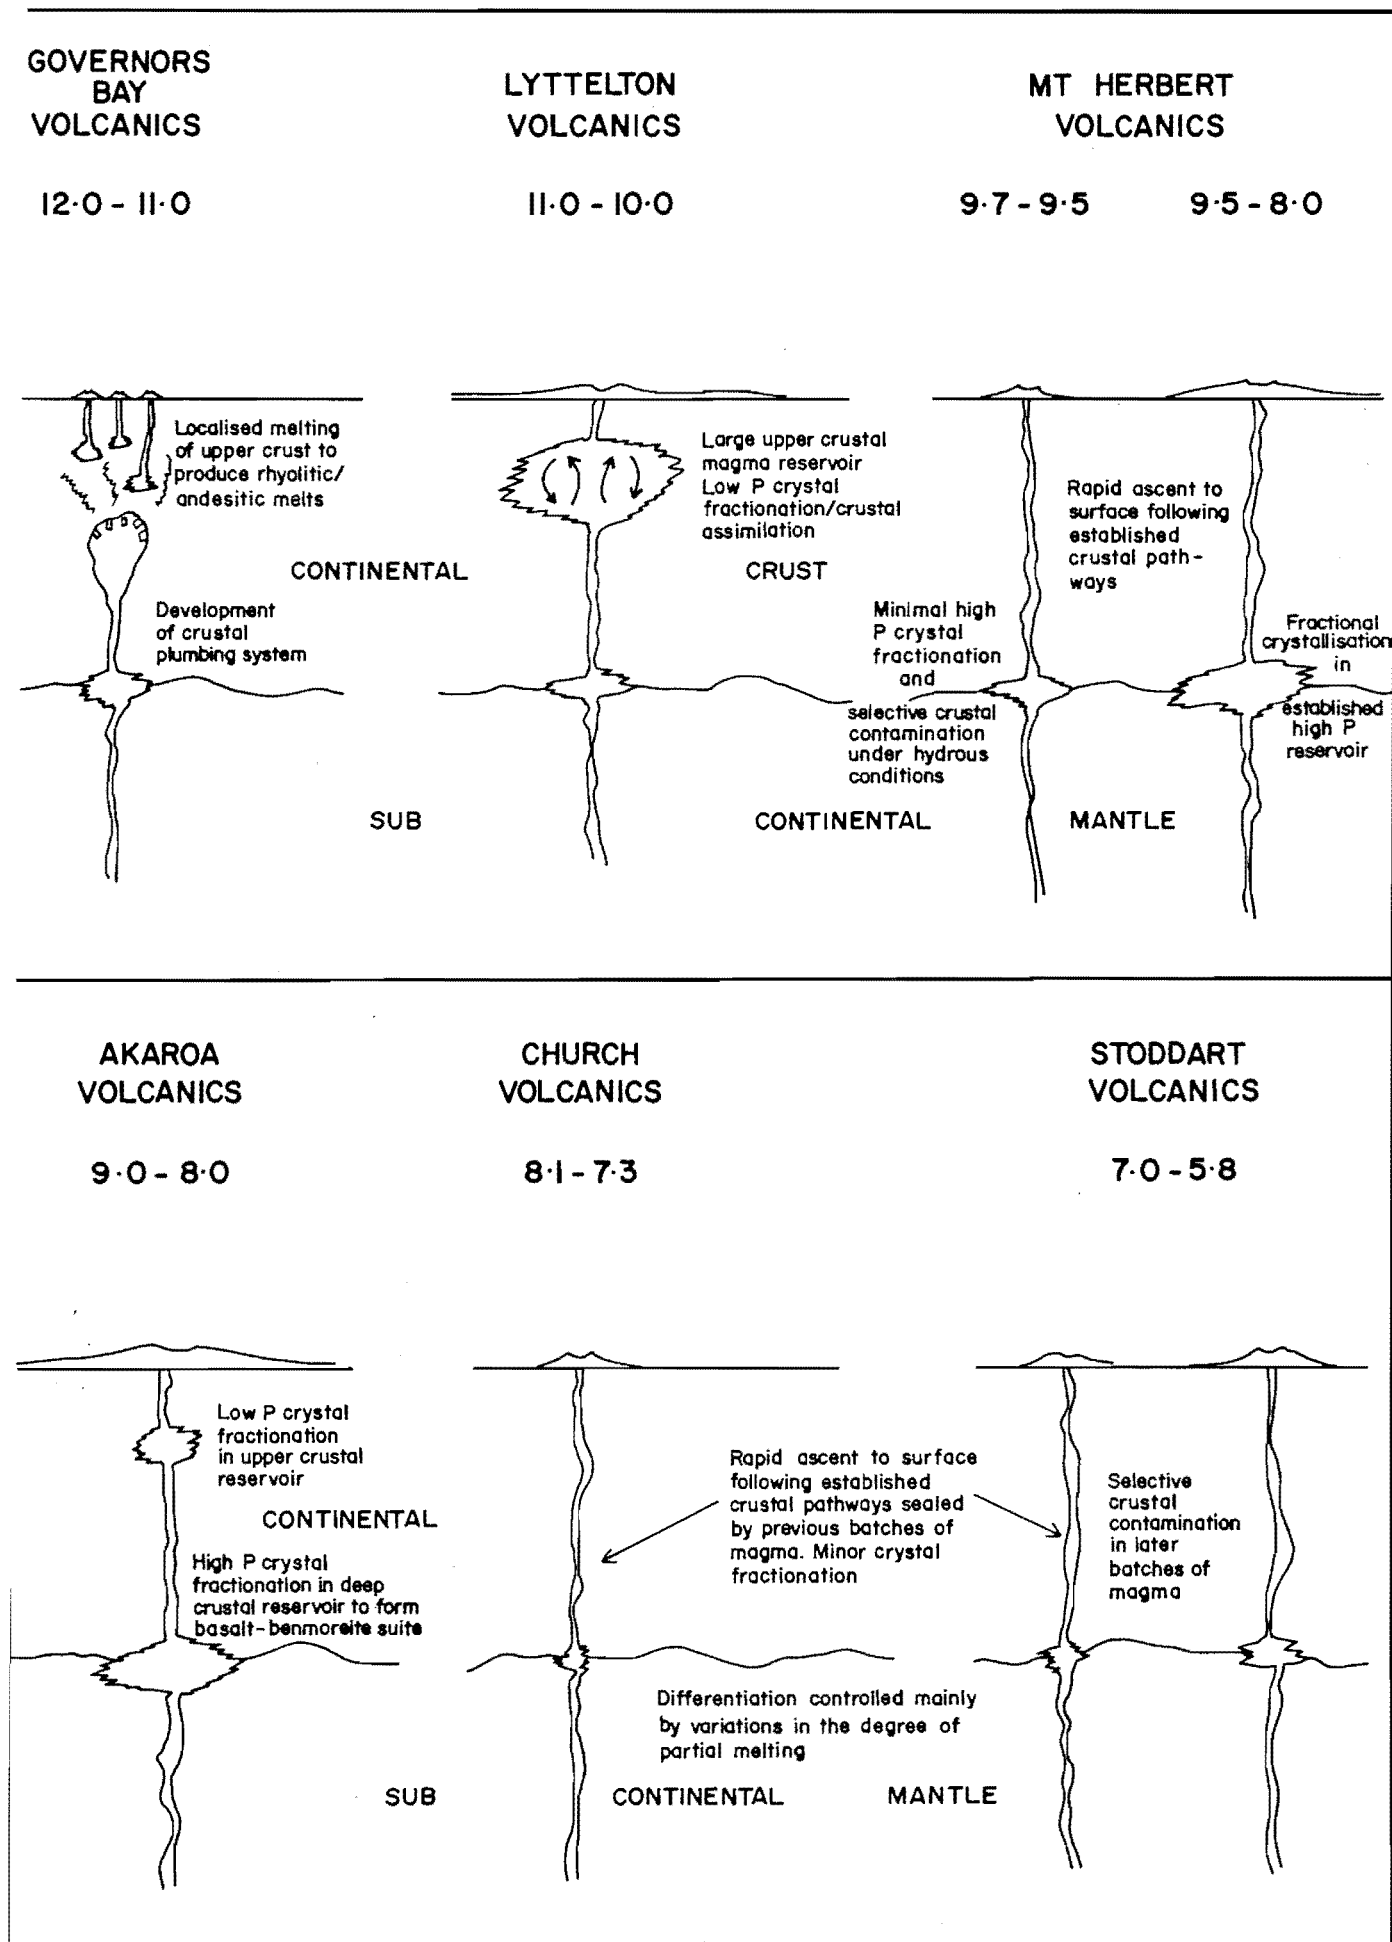 GOVERNORS
BAY
VOLCANICS
12·0 - 11·0
LYTTELTON
VOLCANICS
11·0 - 10·0
MT HERBERT
VOLCANICS
9·7 - 9·5
9·5 - 8·0
Localised melting
of upper crust to
produce rhyolitic/
andesitic melts
Large upper crustal
magma reservoir
Low P crystal
fractionation/crustal
assimilation
Rapid ascent to
surface following
established
crustal path-
ways
CONTINENTAL
CRUST
Development
of crustal
plumbing system
Minimal high
P crystal
fractionation
and
selective crustal
contamination
under hydrous
conditions
Fractional
crystallisation
in
established
high P
reservoir
SUB
CONTINENTAL
MANTLE
AKAROA
VOLCANICS
9·0 - 8·0
CHURCH
VOLCANICS
8·1 - 7·3
STODDART
VOLCANICS
7·0 - 5·8
Low P crystal
fractionation
in upper crustal
reservoir
CONTINENTAL
High P crystal
fractionation in deep
crustal reservoir to form
basalt-benmoreite suite
Rapid ascent to surface
following established
crustal pathways sealed
by previous batches of
magma. Minor crystal
fractionation
Selective
crustal
contamination
in later
batches of
magma
Differentiation controlled mainly
by variations in the degree of
partial melting
SUB
CONTINENTAL
MANTLE